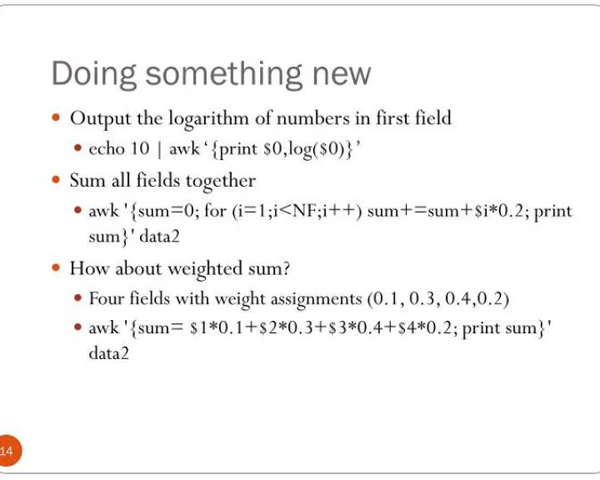 Doing something new
• Output the logarithm of numbers in first field
• echo 10 | awk ‘{print $0,log($0)}’
• Sum all fields together
• awk '{sum=0; for (i=1;i<NF;i++) sum+=sum+$i*0.2; print
sum}' data2
• How about weighted sum?
• Four fields with weight assignments (0.1, 0.3, 0.4,0.2)
• awk '{sum= $1*0.1+$2*0.3+$3*0.4+$4*0.2; print sum}'
data2
14